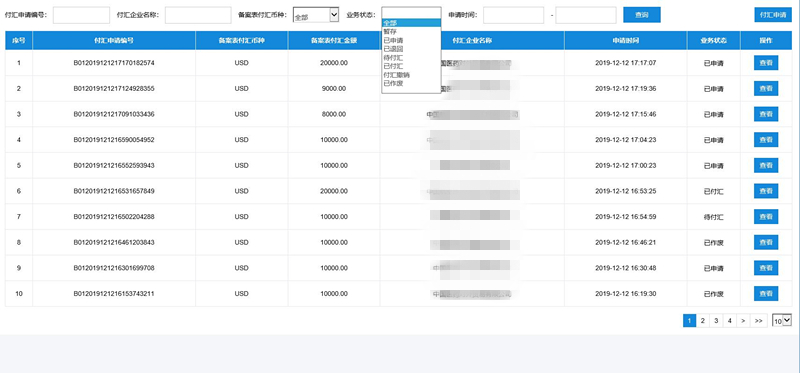 付汇申请编号: 付汇企业名称: 备案表付汇币种: 全部 业务状态: 申请时间: - 查询 付汇申请
全部
暂存
已申请
已退回
待付汇
已付汇
付汇撤销
已作废
序号 付汇申请编号 备案表付汇币种 备案表付汇金额 付汇企业名称 申请时间 业务状态 操作
1 B012019121217170182574 USD 20000.00 2019-12-12 17:17:07 已申请 查看
2 B012019121217124928355 USD 9000.00 2019-12-12 17:19:36 已申请 查看
3 B012019121217091033436 USD 8000.00 2019-12-12 17:15:46 已申请 查看
4 B012019121216590054952 USD 10000.00 2019-12-12 17:04:23 已申请 查看
5 B012019121216552593943 USD 10000.00 2019-12-12 17:00:23 已申请 查看
6 B012019121216531657849 USD 20000.00 2019-12-12 16:53:25 已付汇 查看
7 B012019121216502204288 USD 10000.00 2019-12-12 16:54:59 待付汇 查看
8 B012019121216461203843 USD 10000.00 2019-12-12 16:46:21 已作废 查看
9 B012019121216301699708 USD 10000.00 2019-12-12 16:30:48 已申请 查看
10 B012019121216153743211 USD 10000.00 2019-12-12 16:19:30 已作废 查看
1 2 3 4 > >> 10